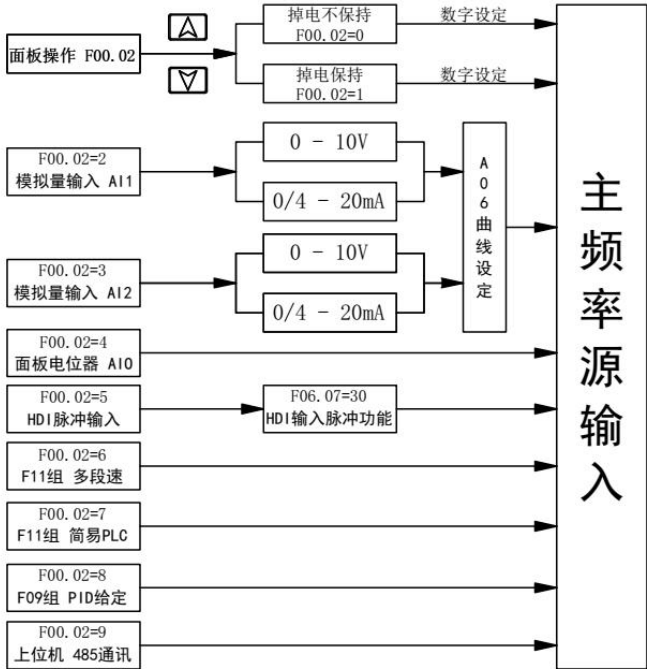 面板操作 F00.02
掉电不保持
F00.02=0
数字设定
掉电保持
F00.02=1
数字设定
F00.02=2
模拟量输入 AI1
0 - 10V
0/4 - 20mA
F00.02=3
模拟量输入 AI2
0 - 10V
0/4 - 20mA
A06曲线设定
F00.02=4
面板电位器 AI0
F00.02=5
HDI脉冲输入
F06.07=30
HDI输入脉冲功能
F00.02=6
F11组 多段速
F00.02=7
F11组 简易PLC
F00.02=8
F09组 PID给定
F00.02=9
上位机 485通讯
主频率源输入